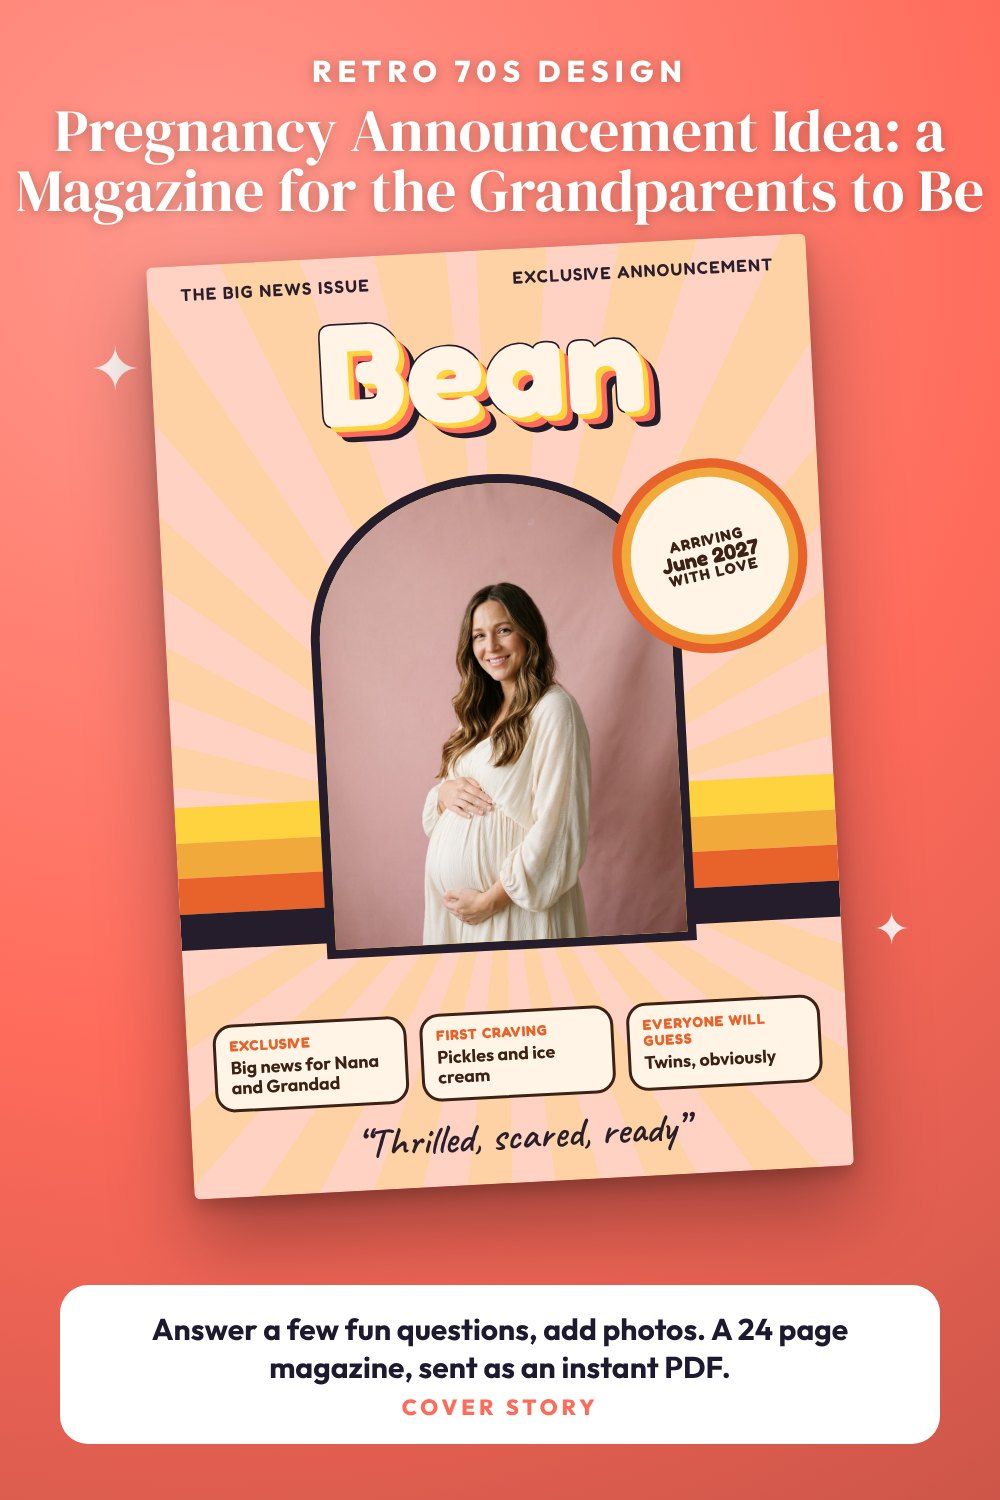 RETRO 70S DESIGN
Pregnancy Announcement Idea: a
Magazine for the Grandparents to Be
THE BIG NEWS ISSUE
EXCLUSIVE ANNOUNCEMENT
Bean
ARRIVING
June 2027
WITH LOVE
EXCLUSIVE
Big news for Nana
and Grandad
FIRST CRAVING
Pickles and ice
cream
EVERYONE WILL
GUESS
Twins, obviously
“Thrilled, scared, ready”
Answer a few fun questions, add photos. A 24 page
magazine, sent as an instant PDF.
COVER STORY